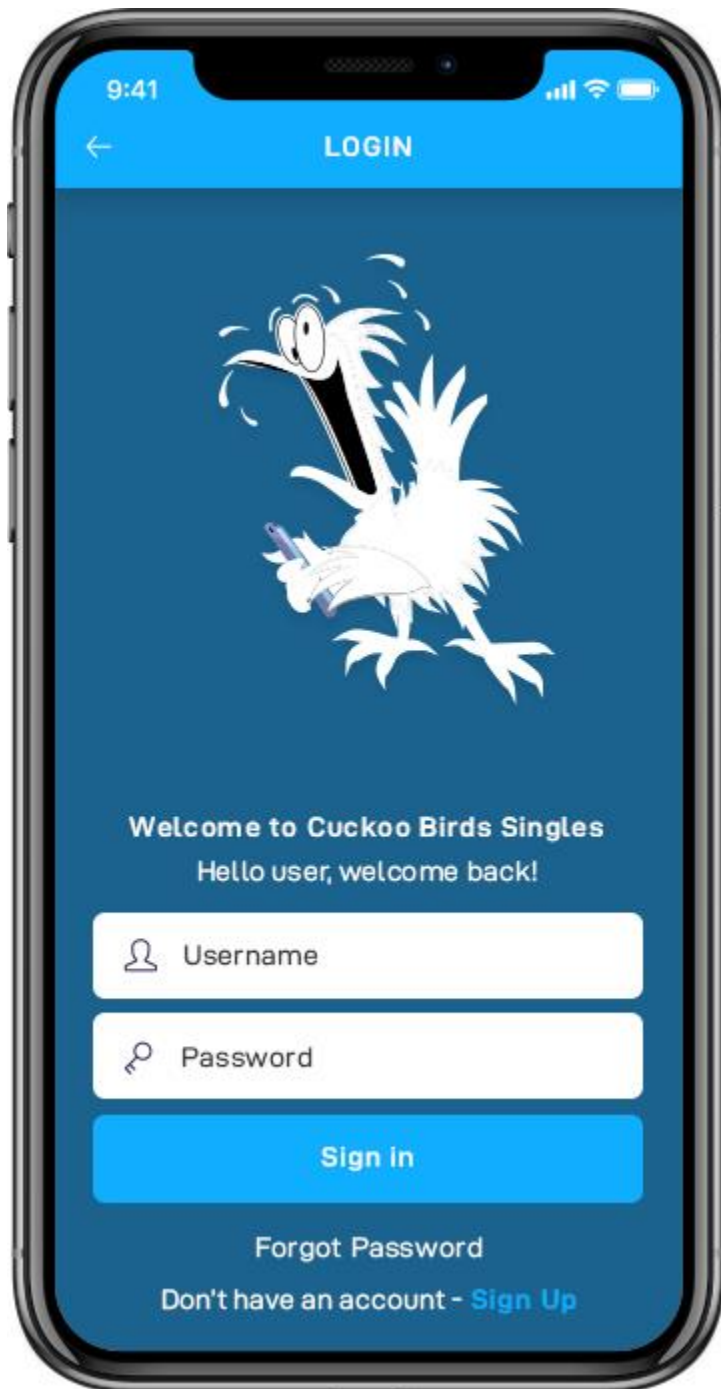 9:41
LOGIN
Welcome to Cuckoo Birds Singles
Hello user, welcome back!
Username
Password
Sign in
Forgot Password
Don't have an account - Sign Up